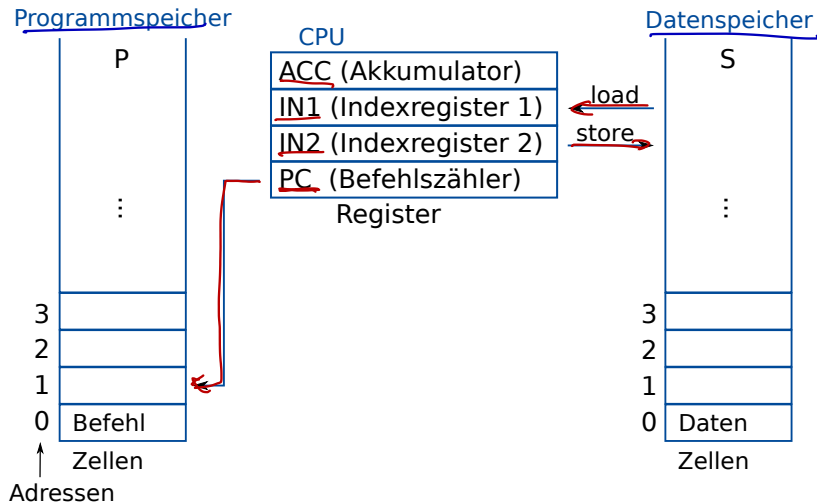 Programmspeicher
P
⋮
3
2
1
0 Befehl
Zellen
Adressen
CPU
ACC (Akkumulator)
IN1 (Indexregister 1)
IN2 (Indexregister 2)
PC (Befehlszähler)
Register
load
store
Datenspeicher
S
⋮
3
2
1
0 Daten
Zellen